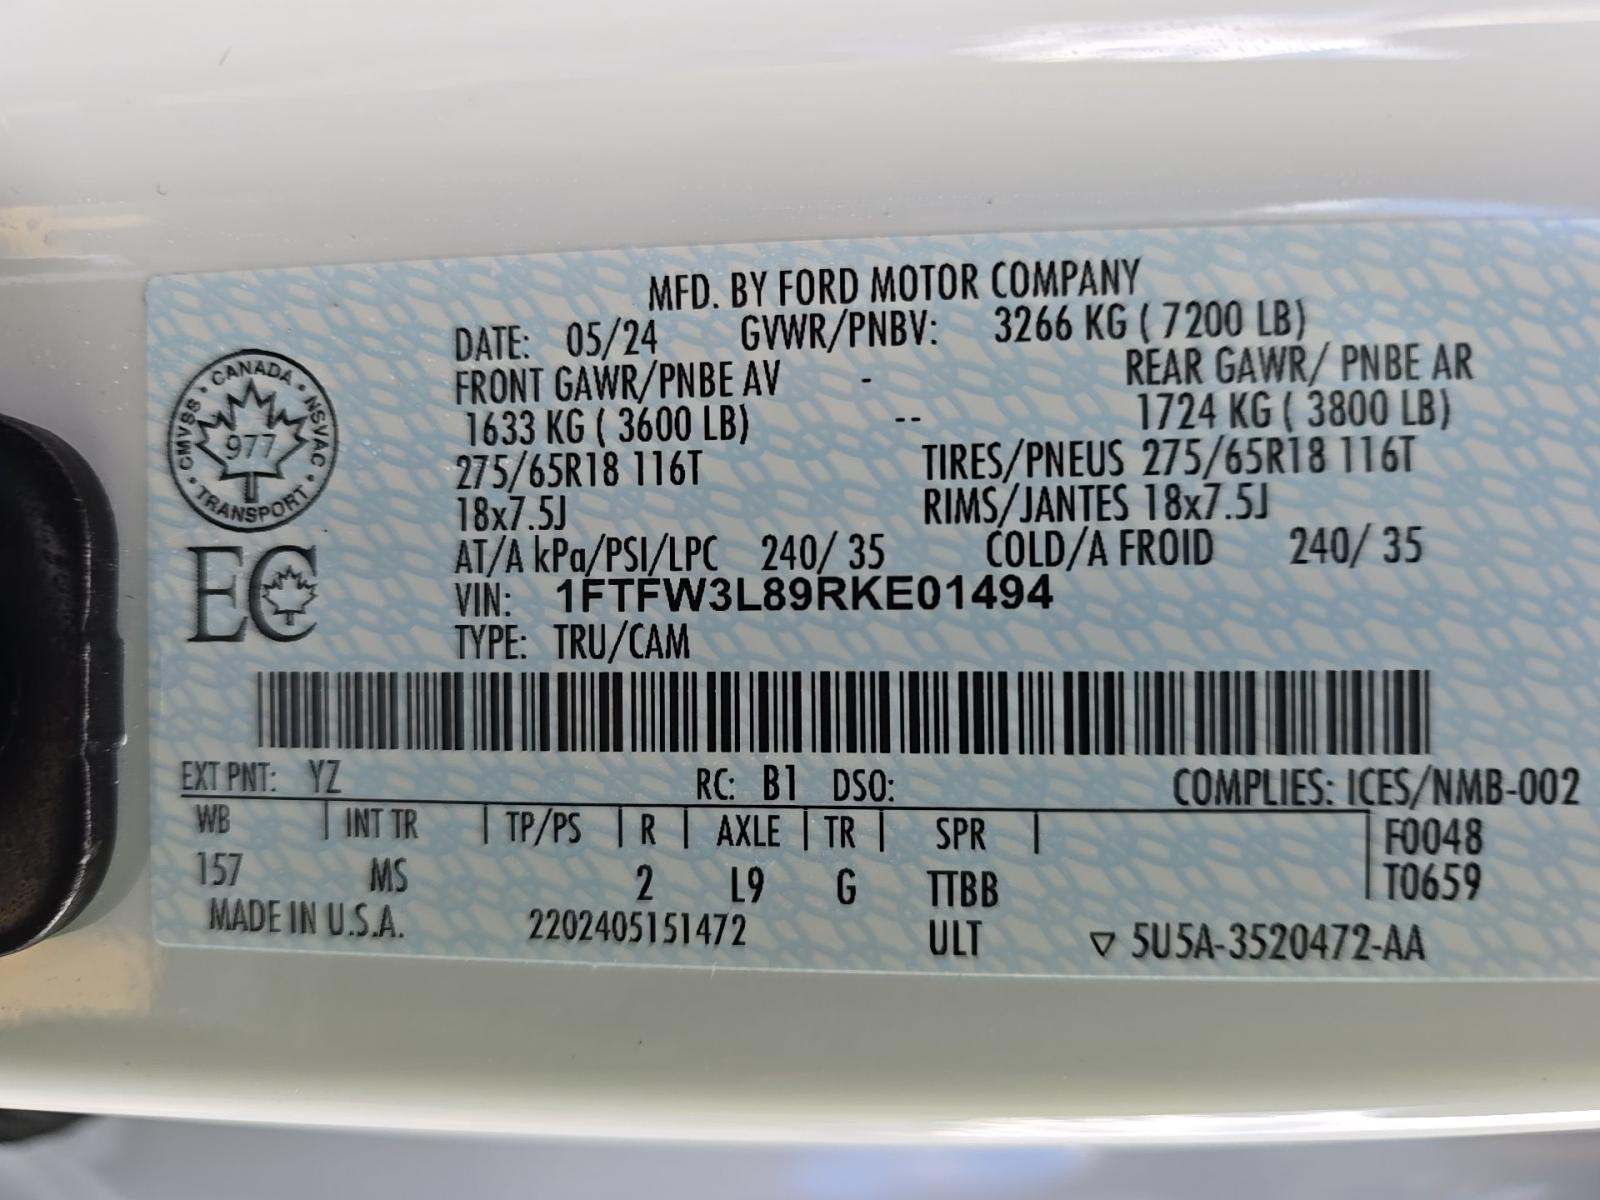 MFD. BY FORD MOTOR COMPANY
DATE: 05/24 GVWR/PNBV: 3266 KG ( 7200 LB)
FRONT GAWR/PNBE AV - REAR GAWR/ PNBE AR
1633 KG ( 3600 LB) -- 1724 KG ( 3800 LB)
275/65R18 116T TIRES/PNEUS 275/65R18 116T
18x7.5J RIMS/JANTES 18x7.5J
AT/A kPa/PSI/LPC 240/ 35 COLD/A FROID 240/ 35
VIN: 1FTFW3L89RKE01494
TYPE: TRU/CAM
CANADA · NSVAC · TRANSPORT · CMVSS ·
977
EC
EXT PNT: YZ RC: B1 DSO: COMPLIES: ICES/NMB-002
WB | INT TR | TP/PS | R | AXLE | TR | SPR | F0048
157 MS 2 L9 G TTBB T0659
MADE IN U.S.A. 2202405151472 ULT ▽ 5U5A-3520472-AA